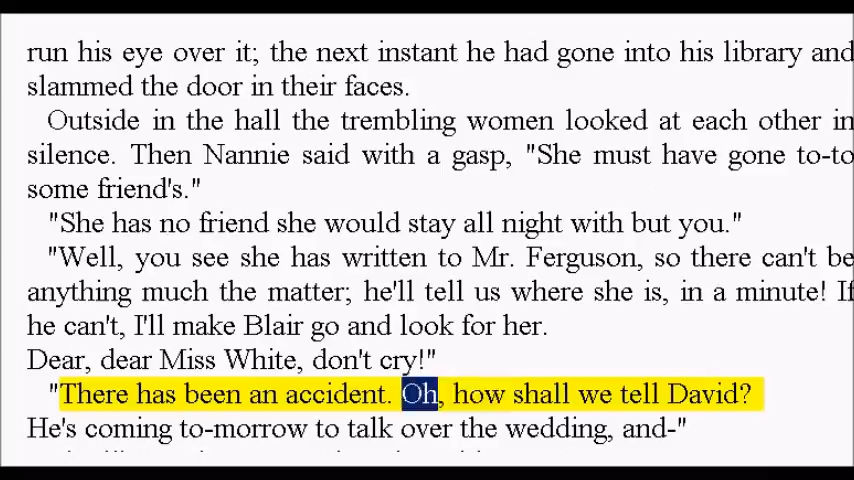 run his eye over it; the next instant he had gone into his library and
slammed the door in their faces.
Outside in the hall the trembling women looked at each other in
silence. Then Nannie said with a gasp, "She must have gone to-to
some friend's."
"She has no friend she would stay all night with but you."
"Well, you see she has written to Mr. Ferguson, so there can't be
anything much the matter; he'll tell us where she is, in a minute! If
he can't, I'll make Blair go and look for her.
Dear, dear Miss White, don't cry!"
"There has been an accident. Oh, how shall we tell David?
He's coming to-morrow to talk over the wedding, and-"